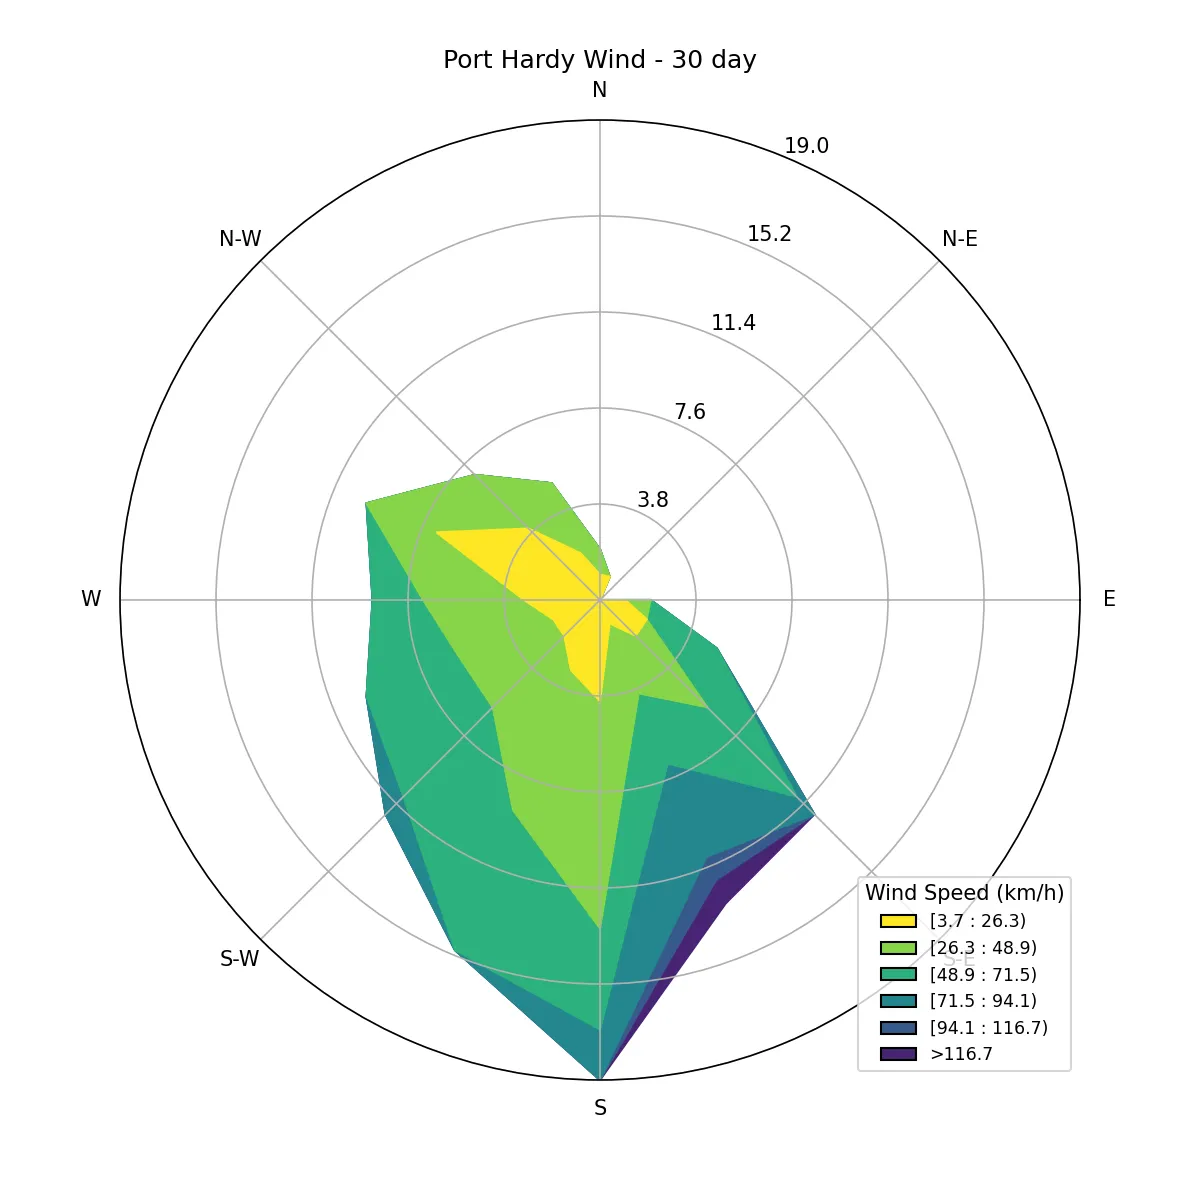 Port Hardy Wind - 30 day
N
19.0
15.2
N-W
N-E
11.4
7.6
3.8
W
E
Wind Speed (km/h)
[3.7 : 26.3)
[26.3 : 48.9)
S-W
S-E
[48.9 : 71.5)
[71.5 : 94.1)
[94.1 : 116.7)
>116.7
S